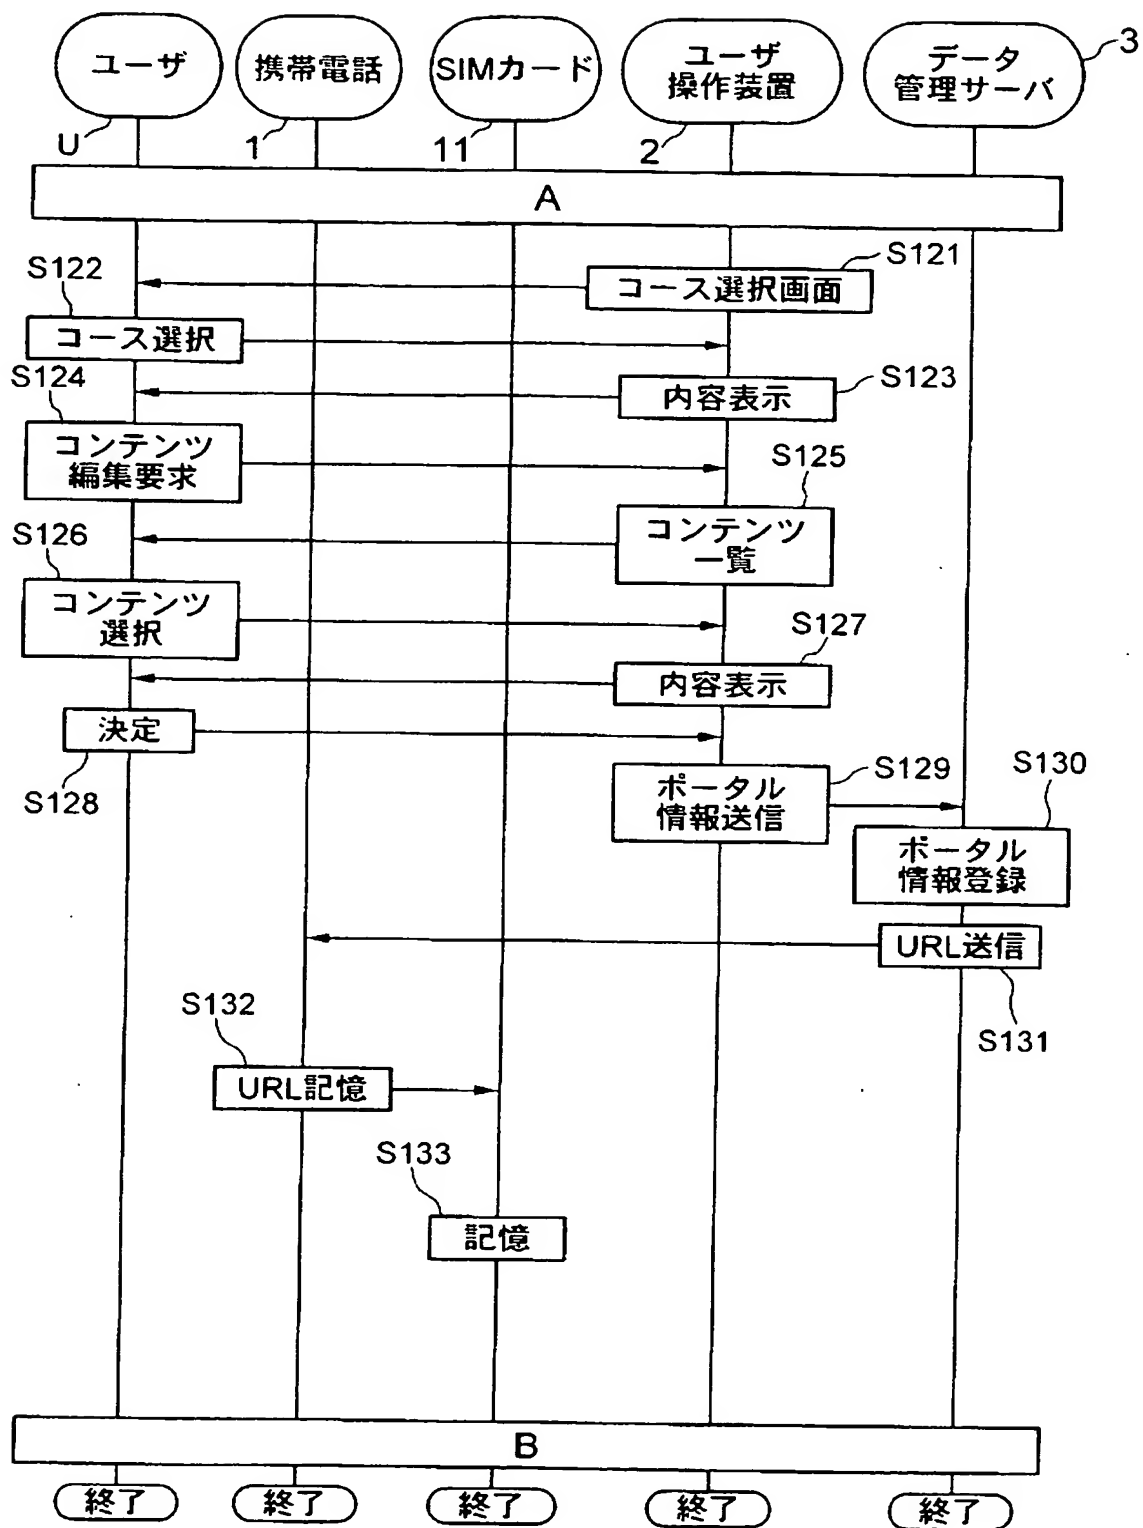 ユーザ
携帯電話
SIMカード
ユーザ
操作装置
データ
管理サーバ
3
U
1
11
2
A
S121
コース選択画面
S122
コース選択
S123
内容表示
S124
コンテンツ
編集要求
S125
コンテンツ
一覧
S126
コンテンツ
選択
S127
内容表示
決定
S128
ポータル
情報送信
S129
S130
ポータル
情報登録
URL送信
S131
S132
URL記憶
S133
記憶
B
終了
終了
終了
終了
終了